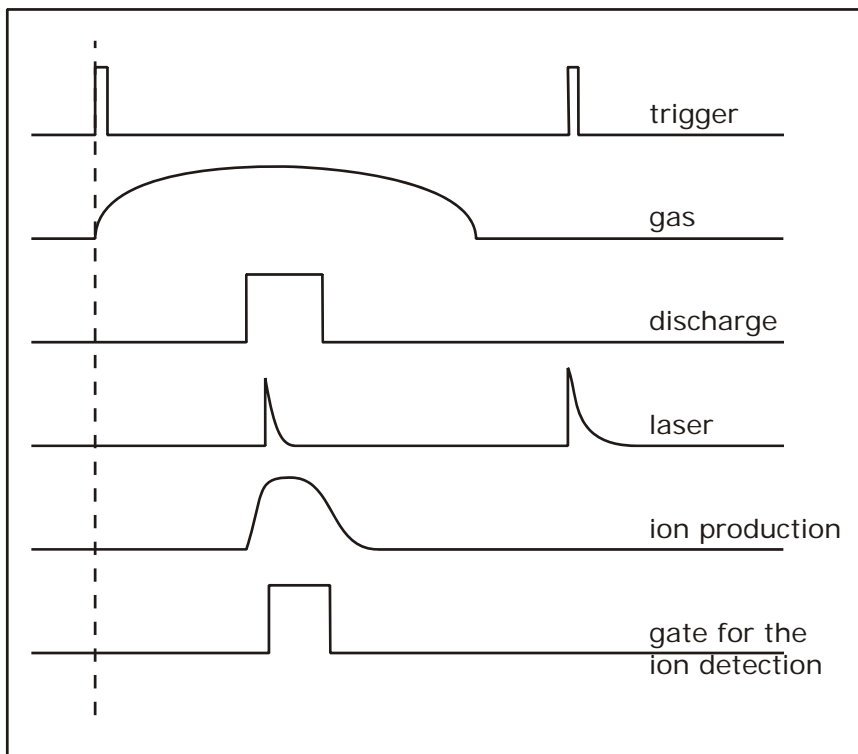 trigger
gas
discharge
laser
ion production
gate for the
ion detection